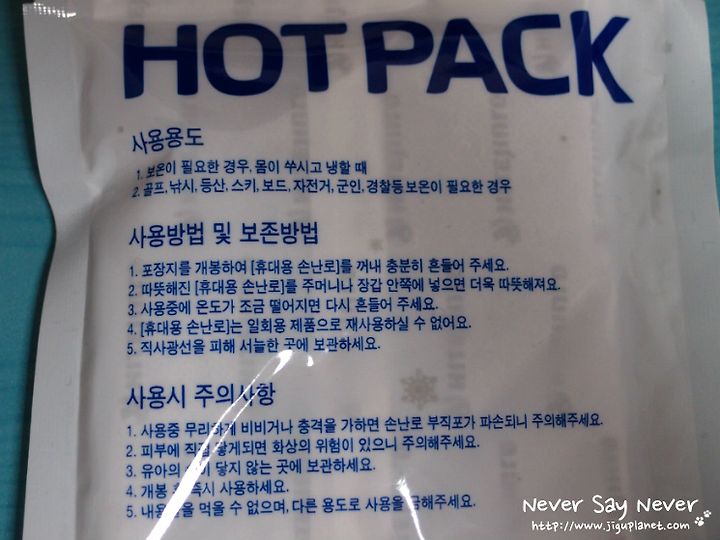 HOT PACK
사용용도
1. 보온이 필요한 경우, 몸이 쑤시고 냉할 때
2. 골프, 낚시, 등산, 스키, 보드, 자전거, 군인, 경찰등 보온이 필요한 경우
사용방법 및 보존방법
1. 포장지를 개봉하여 [휴대용 손난로]를 꺼내 충분히 흔들어 주세요.
2. 따뜻해진 [휴대용 손난로]를 주머니나 장갑 안쪽에 넣으면 더욱 따뜻해져요.
3. 사용중에 온도가 조금 떨어지면 다시 흔들어 주세요.
4. [휴대용 손난로]는 일회용 제품으로 재사용하실 수 없어요.
5. 직사광선을 피해 서늘한 곳에 보관하세요.
사용시 주의사항
1. 사용중 무리하게 비비거나 충격을 가하면 손난로 부직포가 파손되니 주의해주세요.
2. 피부에 직접 닿게되면 화상의 위험이 있으니 주의해주세요.
3. 유아의 닿지 않는 곳에 보관하세요.
4. 개봉 즉시 사용하세요.
5. 먹을 수 없으며, 다른 용도로 사용을 금해주세요.
Never Say Never
http://www.jiguplanet.com